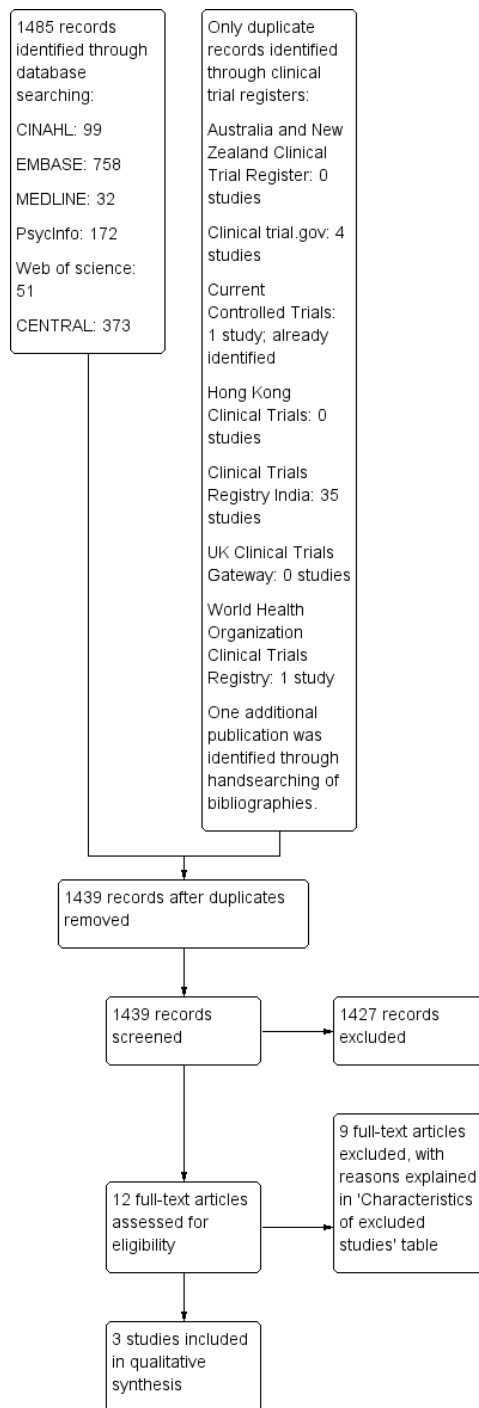 1485 records
identified through
database
searching:
CINAHL: 99
EMBASE: 758
MEDLINE: 32
PsycInfo: 172
Web of science:
51
CENTRAL: 373
Only duplicate
records identified
through clinical
trial registers:
Australia and New
Zealand Clinical
Trial Register: 0
studies
Clinical trial.gov: 4
studies
Current
Controlled Trials:
1 study; already
identified
Hong Kong
Clinical Trials: 0
studies
Clinical Trials
Registry India: 35
studies
UK Clinical Trials
Gateway: 0 studies
World Health
Organization
Clinical Trials
Registry: 1 study
One additional
publication was
identified through
handsearching of
bibliographies.
1439 records after duplicates
removed
1439 records
screened
1427 records
excluded
12 full-text articles
assessed for
eligibility
9 full-text articles
excluded, with
reasons explained
in 'Characteristics
of excluded
studies' table
3 studies included
in qualitative
synthesis